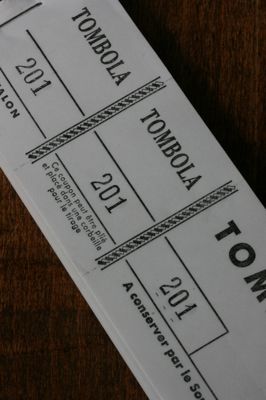 TOMBOLA
201
TALON
TOMBOLA
201
Ce coupon peut être plié
et placé dans une corbeille
pour le tirage
TOM
201
A conserver par le So